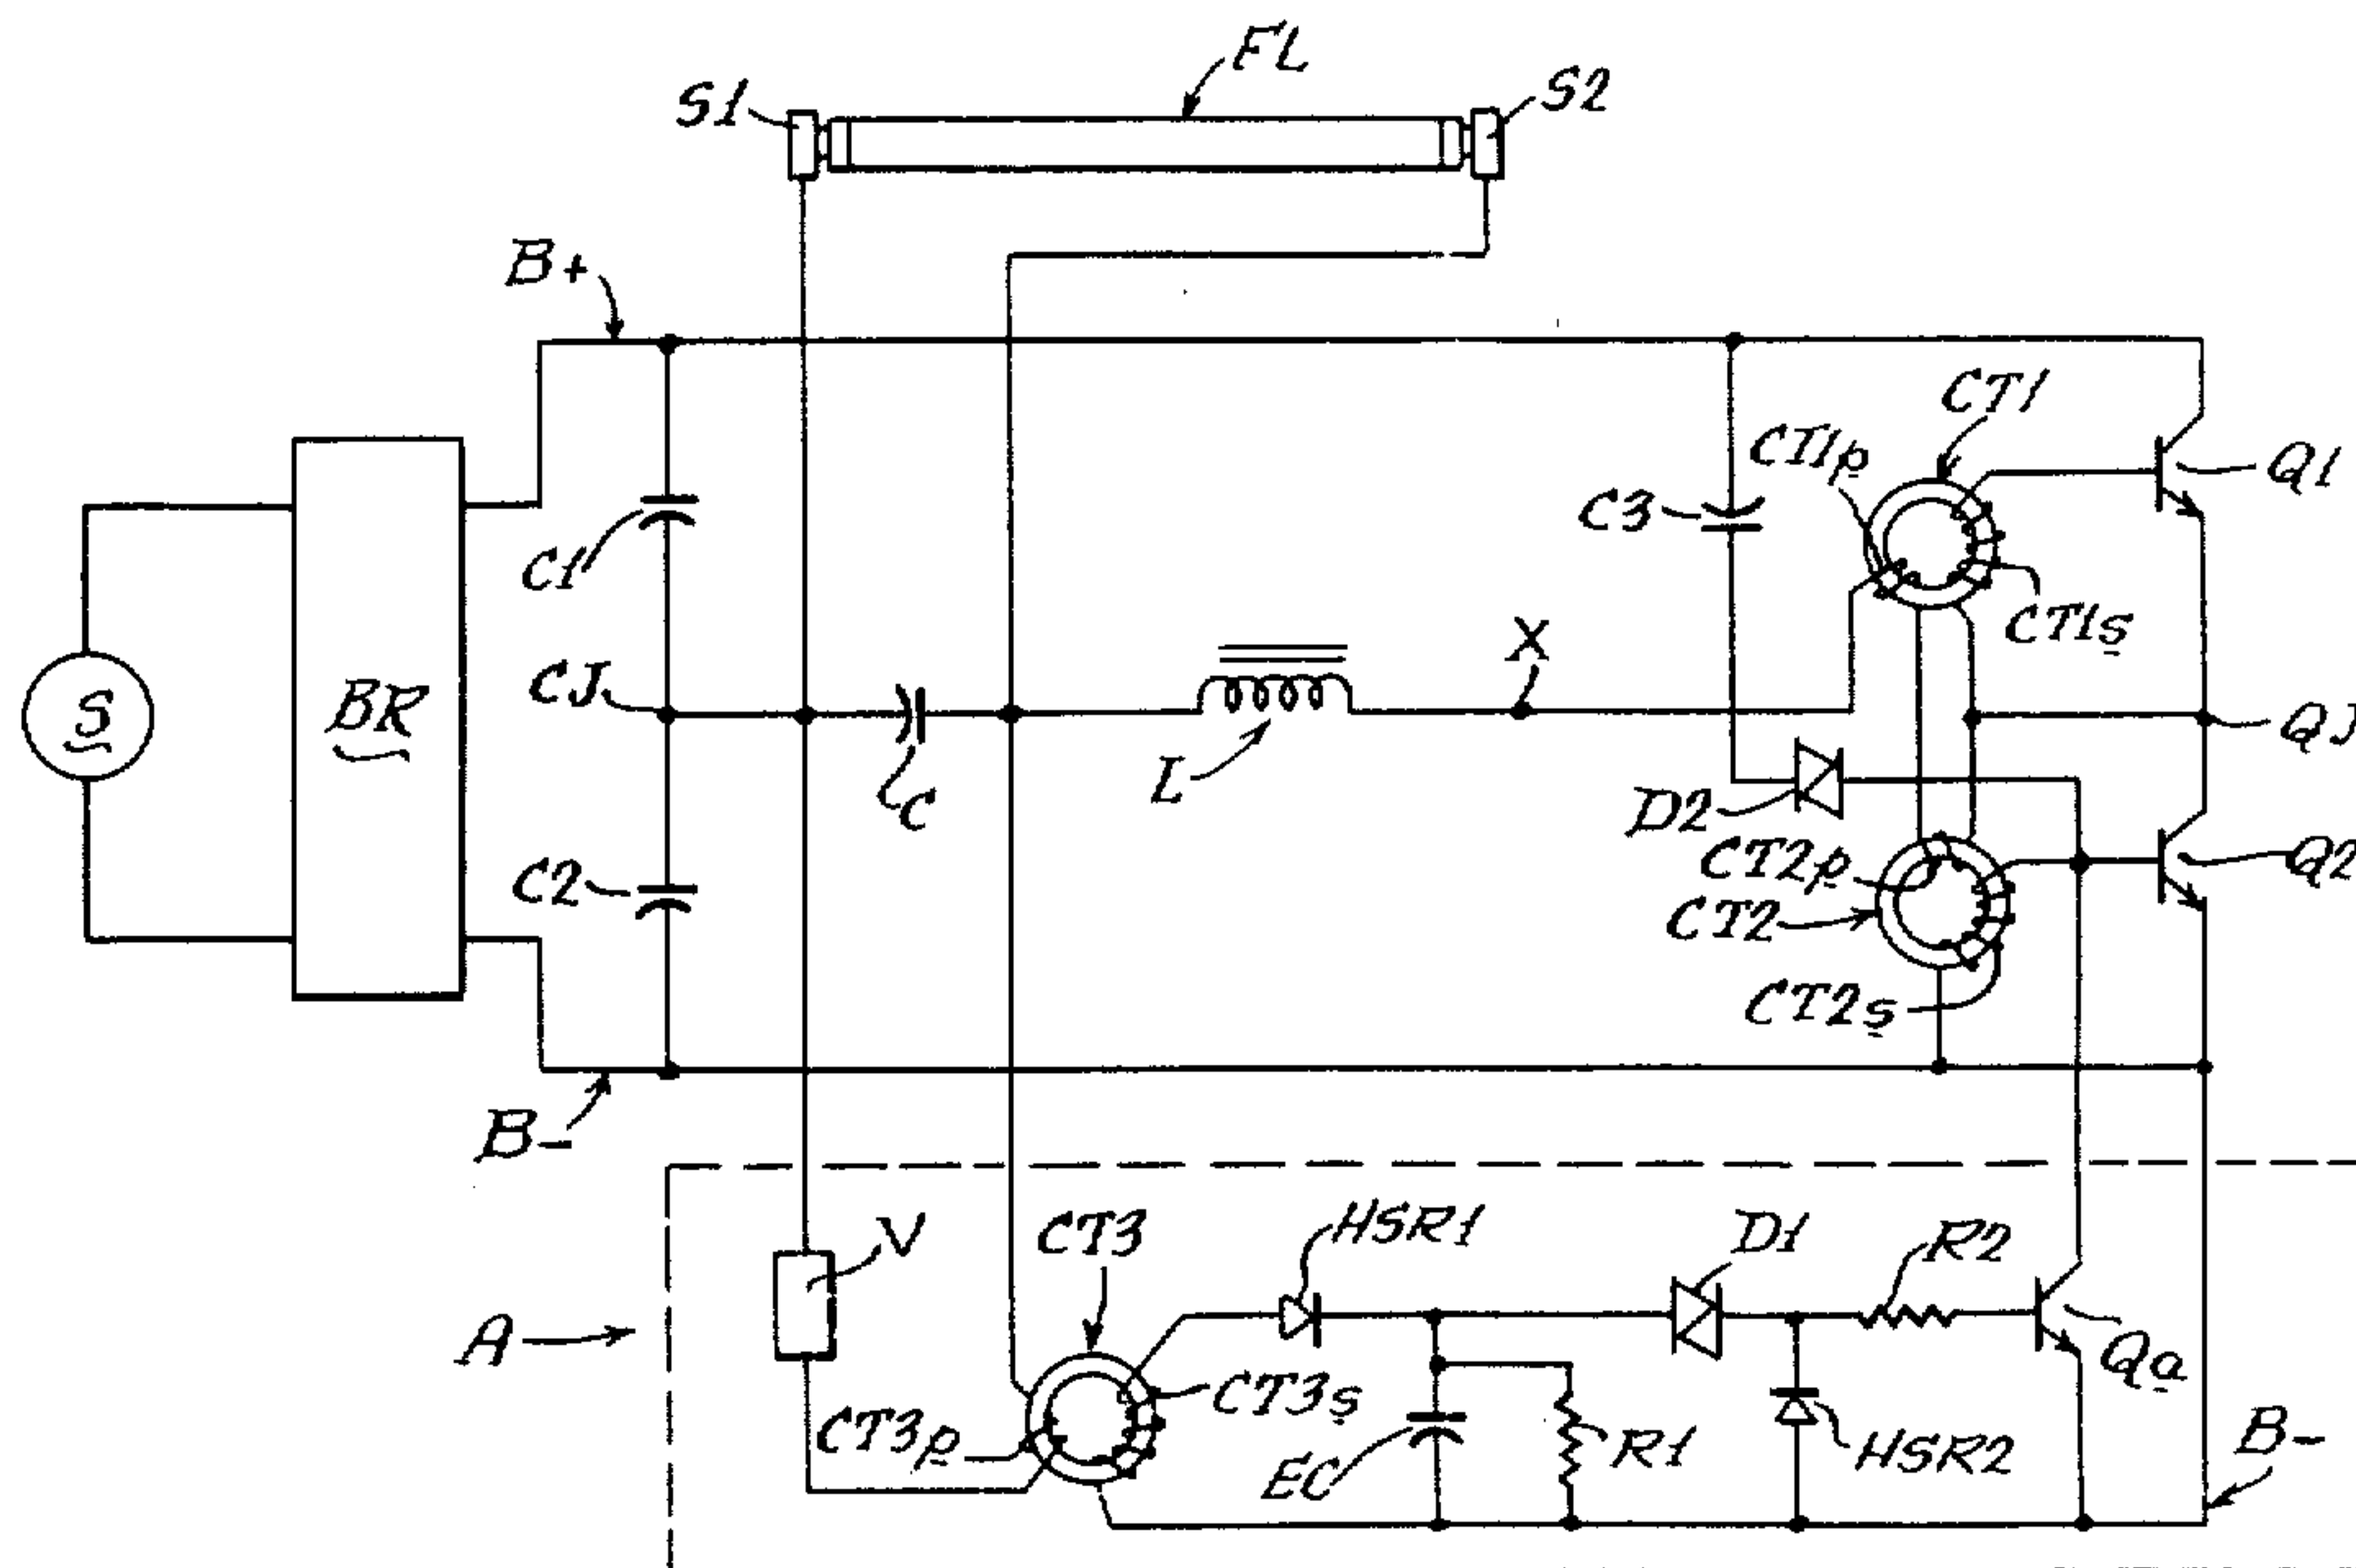 FL
S1
S2
B+
CT1
CT1p
Q1
C3
C1
CT1s
X
CJ
S
BR
QJ
L
C
D2
CT2p
Q2
C2
CT2
CT2s
B-
V
CT3
HSR1
D1
R2
A
Qa
CT3s
CT3p
EC
R1
HSR2
B-